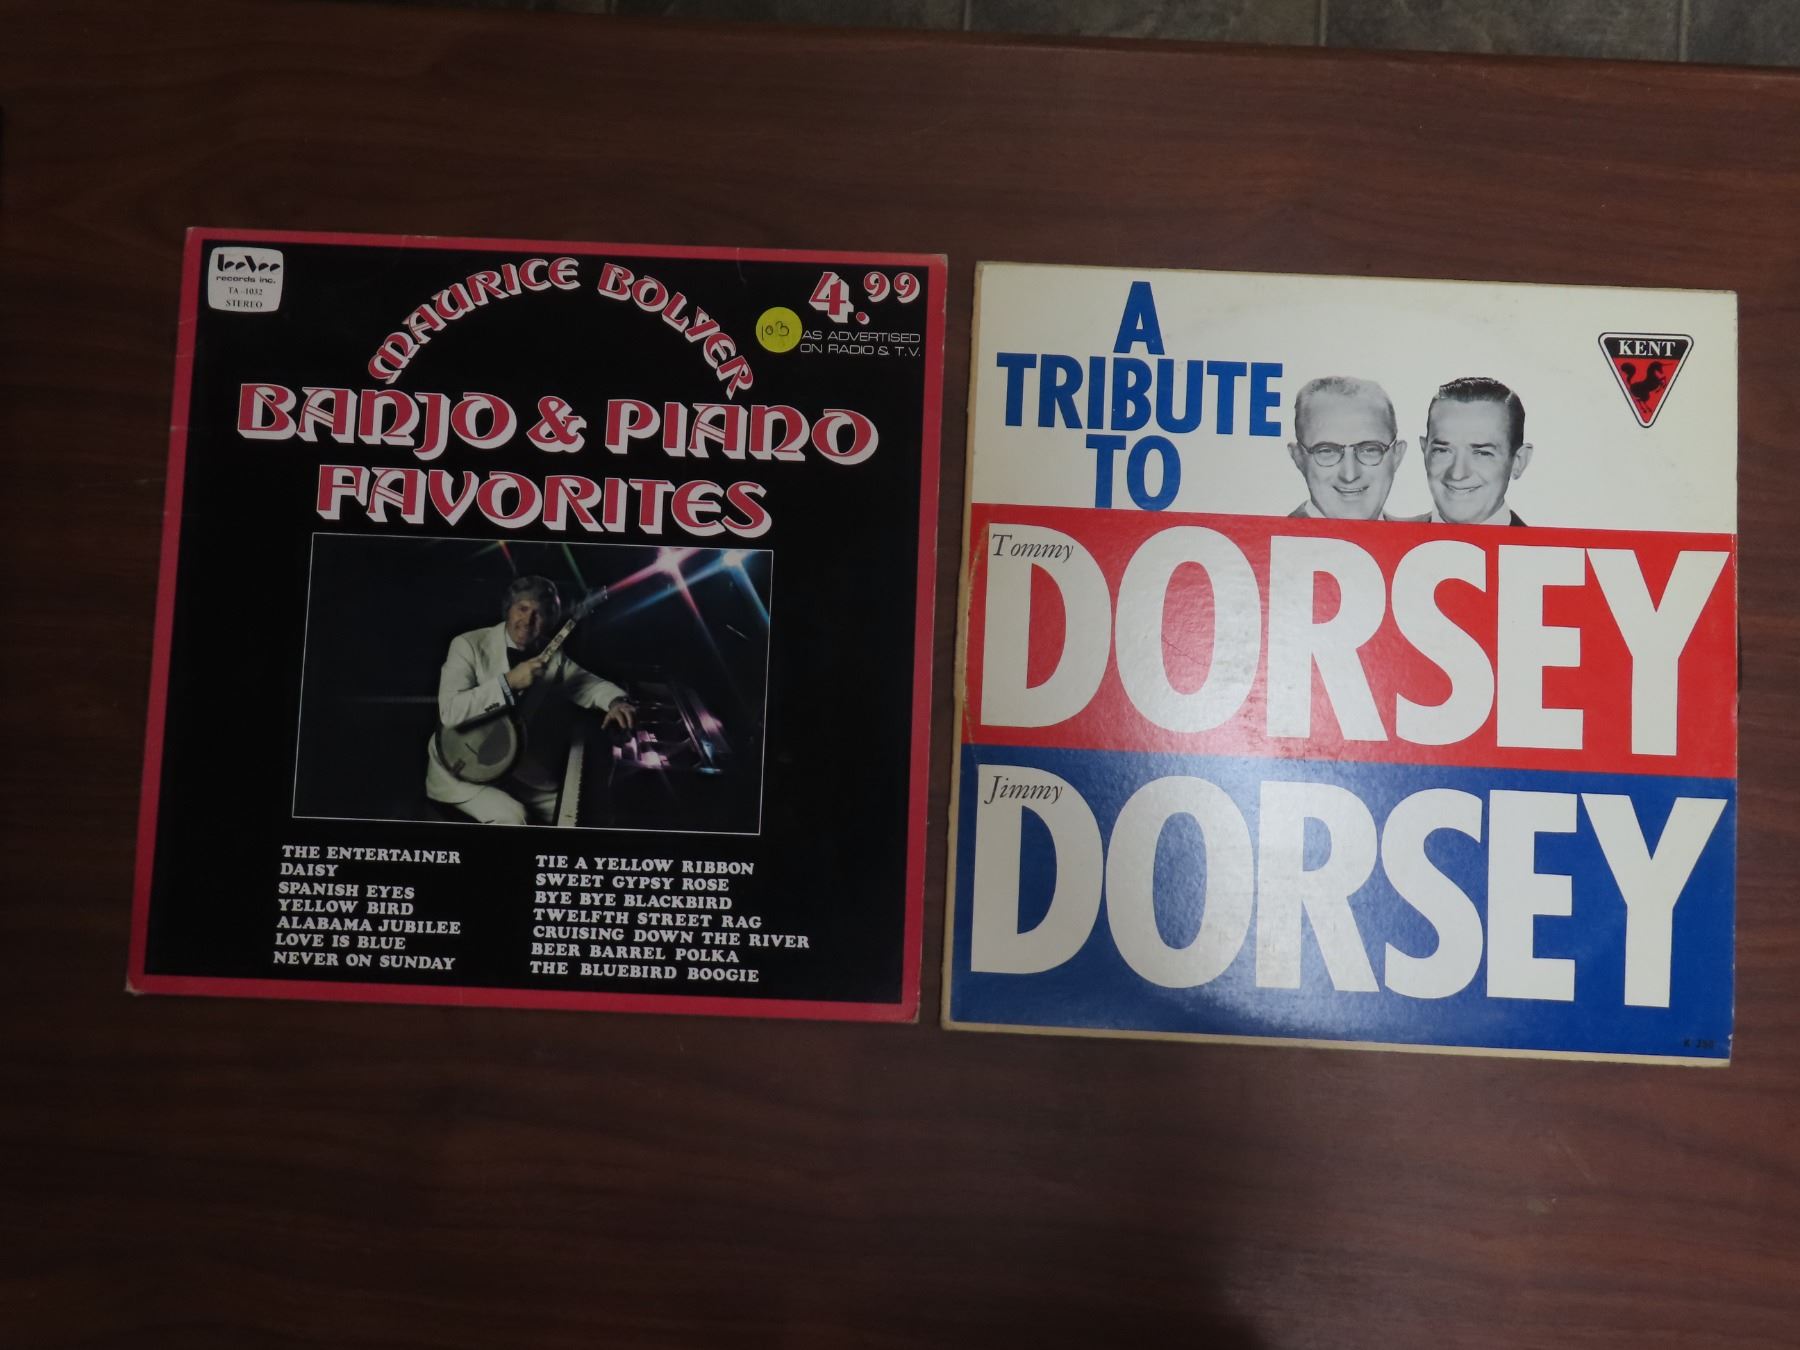 TeeVee
records inc.
TA-1032
STEREO
MAURICE BOLYER
4.99
103
AS ADVERTISED
ON RADIO & T.V.
BANJO & PIANO
FAVORITES
THE ENTERTAINER
DAISY
SPANISH EYES
YELLOW BIRD
ALABAMA JUBILEE
LOVE IS BLUE
NEVER ON SUNDAY
TIE A YELLOW RIBBON
SWEET GYPSY ROSE
BYE BYE BLACKBIRD
TWELFTH STREET RAG
CRUISING DOWN THE RIVER
BEER BARREL POLKA
THE BLUEBIRD BOOGIE
A
TRIBUTE
TO
KENT
Tommy
DORSEY
Jimmy
DORSEY